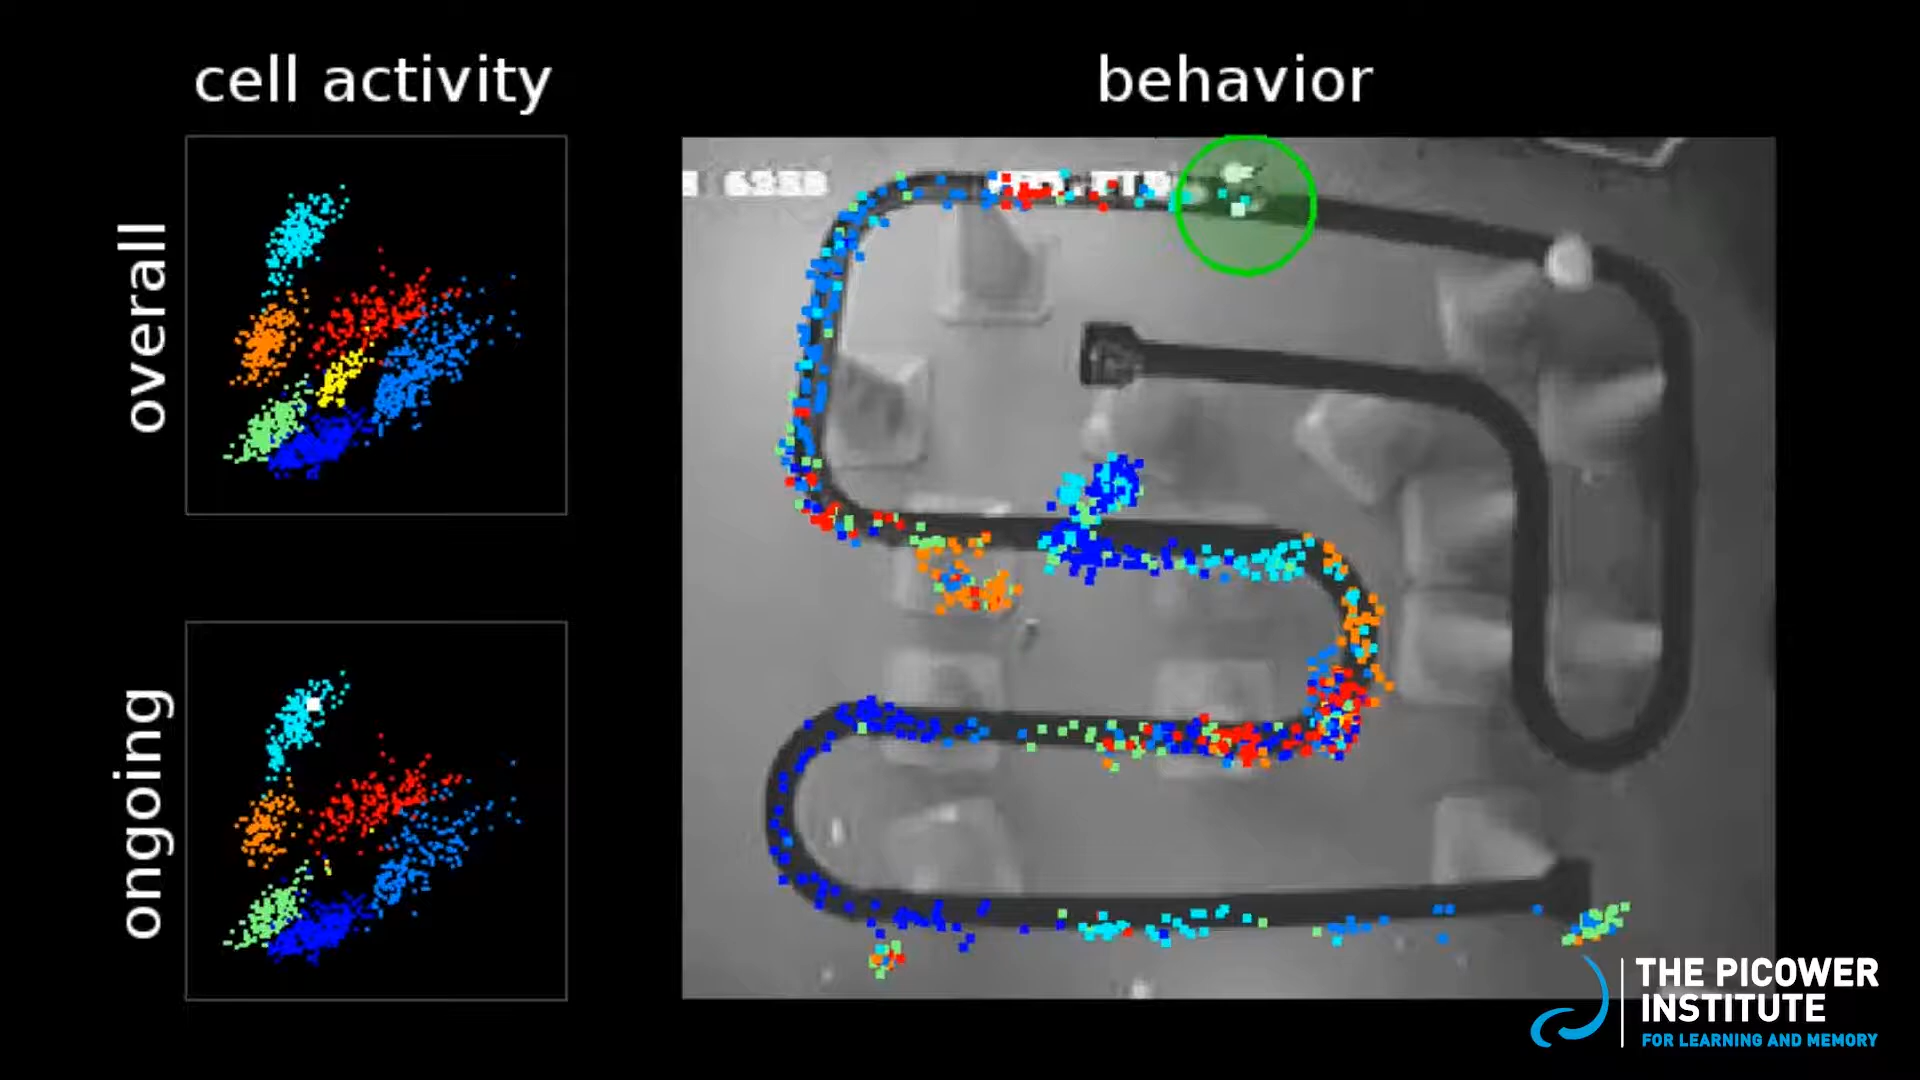 cell activity
behavior
overall
ongoing
THE PICOWER
INSTITUTE
FOR LEARNING AND MEMORY